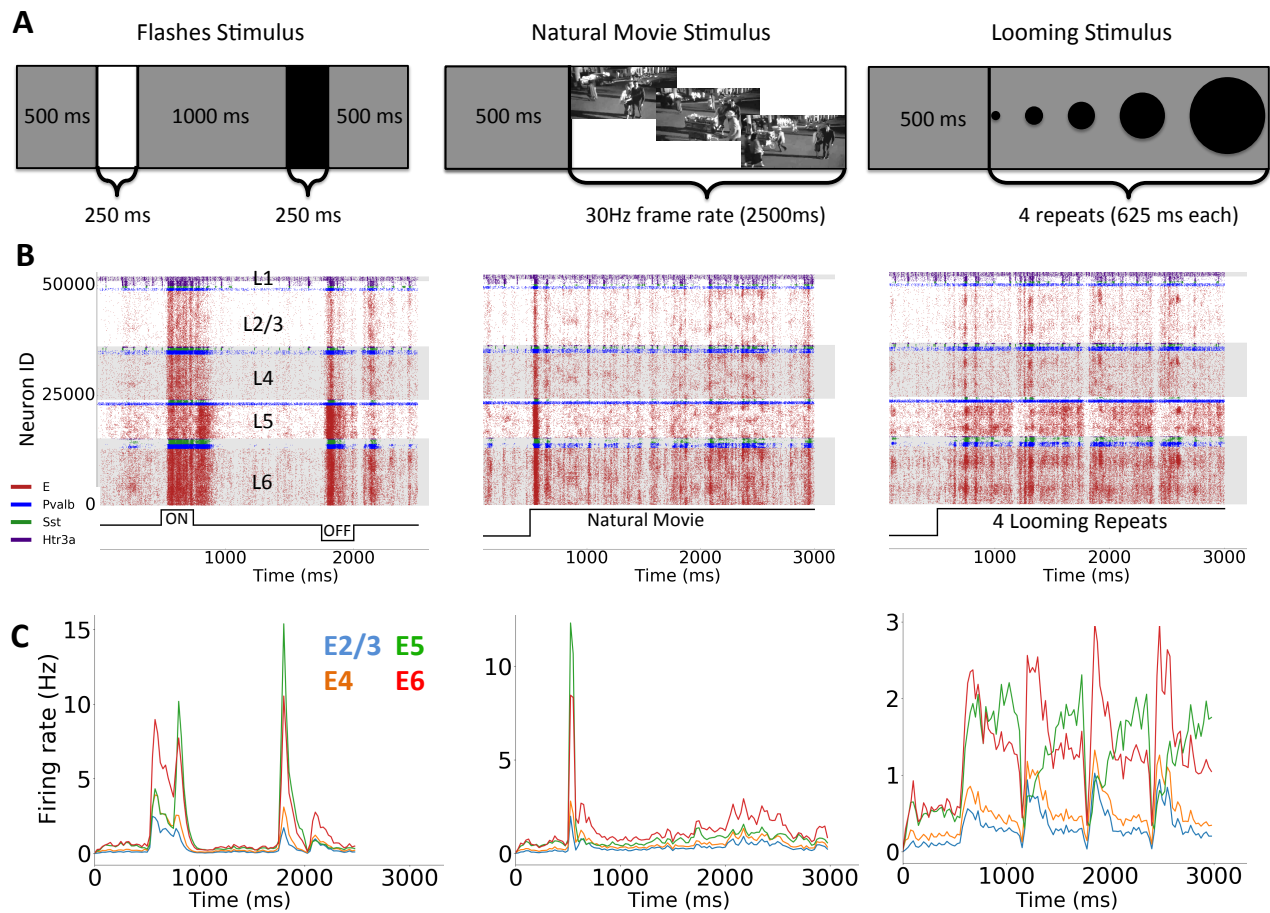 A
Flashes Stimulus
Natural Movie Stimulus
Looming Stimulus
500 ms
1000 ms
500 ms
500 ms
500 ms
250 ms
250 ms
30Hz frame rate (2500ms)
4 repeats (625 ms each)
B
50000
25000
0
Neuron ID
L1
L2/3
L4
L5
L6
E
Pvalb
Sst
Htr3a
ON
OFF
Natural Movie
4 Looming Repeats
1000
2000
Time (ms)
1000
2000
3000
Time (ms)
1000
2000
3000
Time (ms)
C
Firing rate (Hz)
15
10
5
0
E2/3 E5
E4 E6
0
1000
2000
3000
Time (ms)
10
5
0
0
1000
2000
3000
Time (ms)
3
2
1
0
0
1000
2000
3000
Time (ms)